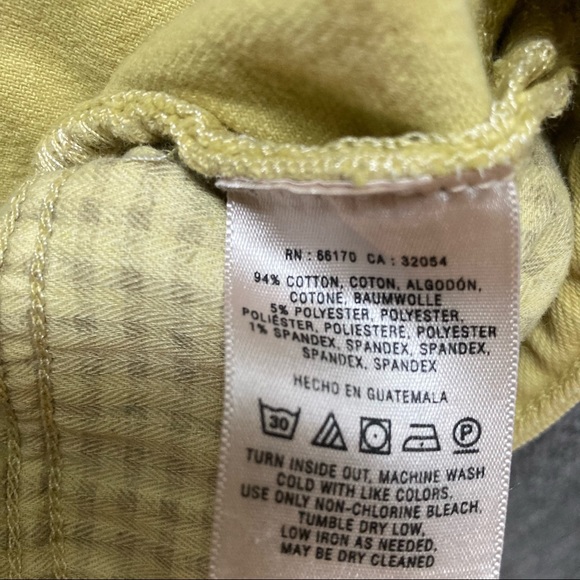 RN : 66170 CA : 32054
94% COTTON, COTON, ALGODÓN,
COTONE, BAUMWOLLE
5% POLYESTER, POLYESTER,
POLIÉSTER, POLIESTERE, POLYESTER
1% SPANDEX, SPANDEX, SPANDEX,
SPANDEX, SPANDEX
HECHO EN GUATEMALA
30 P
TURN INSIDE OUT, MACHINE WASH
COLD WITH LIKE COLORS.
USE ONLY NON-CHLORINE BLEACH.
TUMBLE DRY LOW,
LOW IRON AS NEEDED.
MAY BE DRY CLEANED